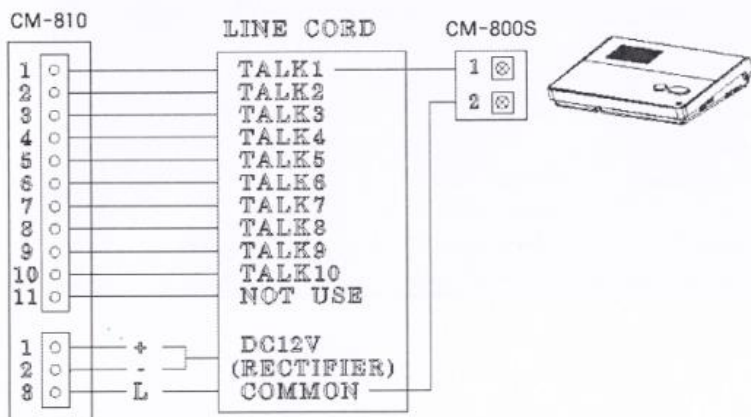 CM-810
LINE CORD
CM-800S
1 TALK1 1
2 TALK2
2
3 TALK3
4 TALK4
5 TALK5
6 TALK6
7 TALK7
8 TALK8
9 TALK9
10 TALK10
11 NOT USE
1 + DC12V
2 - (RECTIFIER)
3 L COMMON